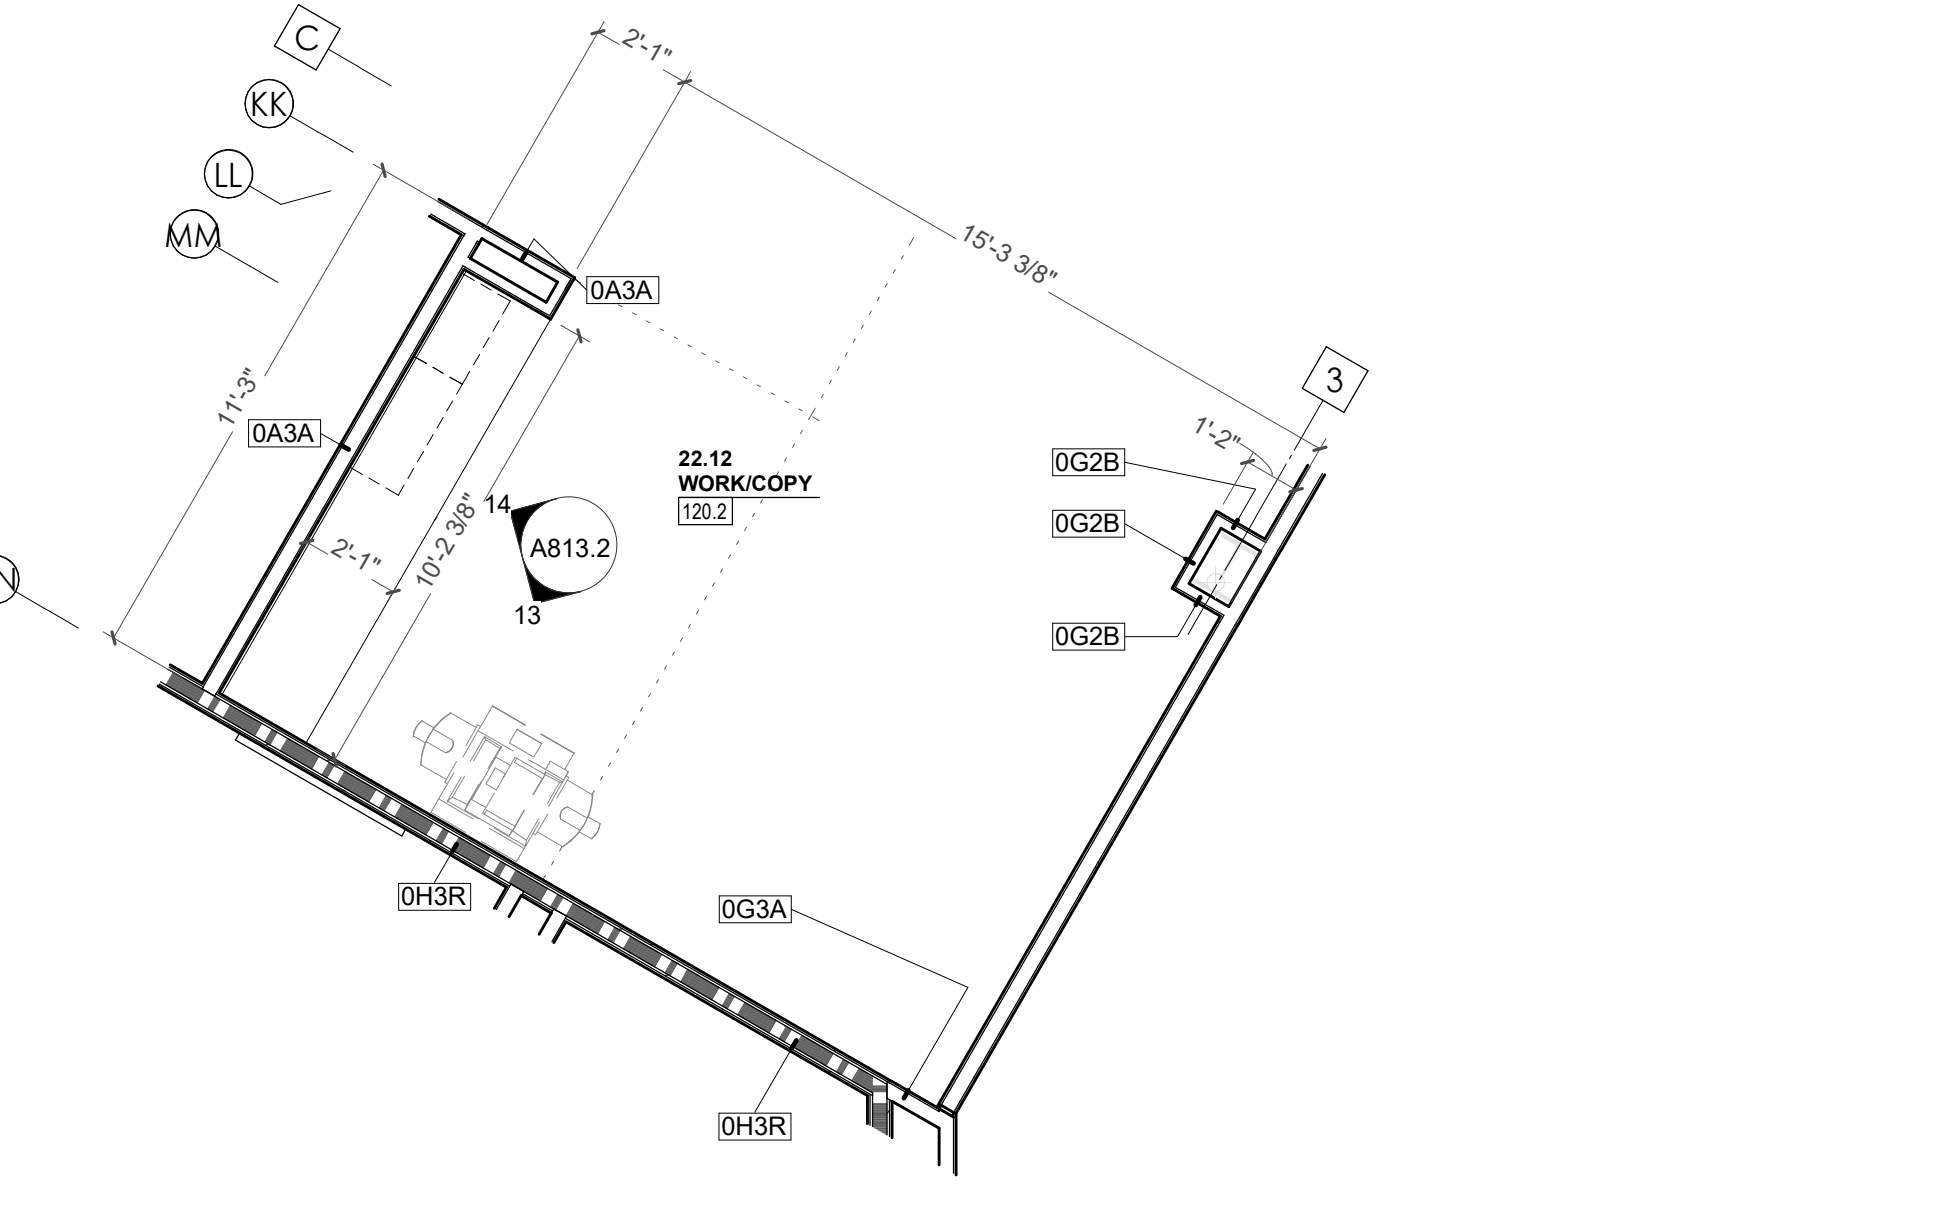 C
2'-1"
KK
LL
MM
15'-3 3/8"
0A3A
11'-3"
3
0A3A
1'-2"
22.12
WORK/COPY
120.2
0G2B
14
0G2B
A813.2
10'-2 3/8"
2'-1"
N
13
0G2B
0H3R
0G3A
0H3R